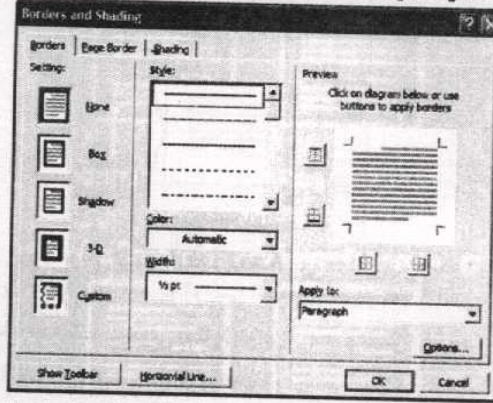 Borders and Shading
Borders Page Border Shading
Setting:
None
Box
Shadow
3-D
Custom
Style:
Color:
Automatic
Width:
½ pt
Preview
Click on diagram below or use
buttons to apply borders
Apply to:
Paragraph
Options...
Show Toolbar Horizontal Line... OK Cancel